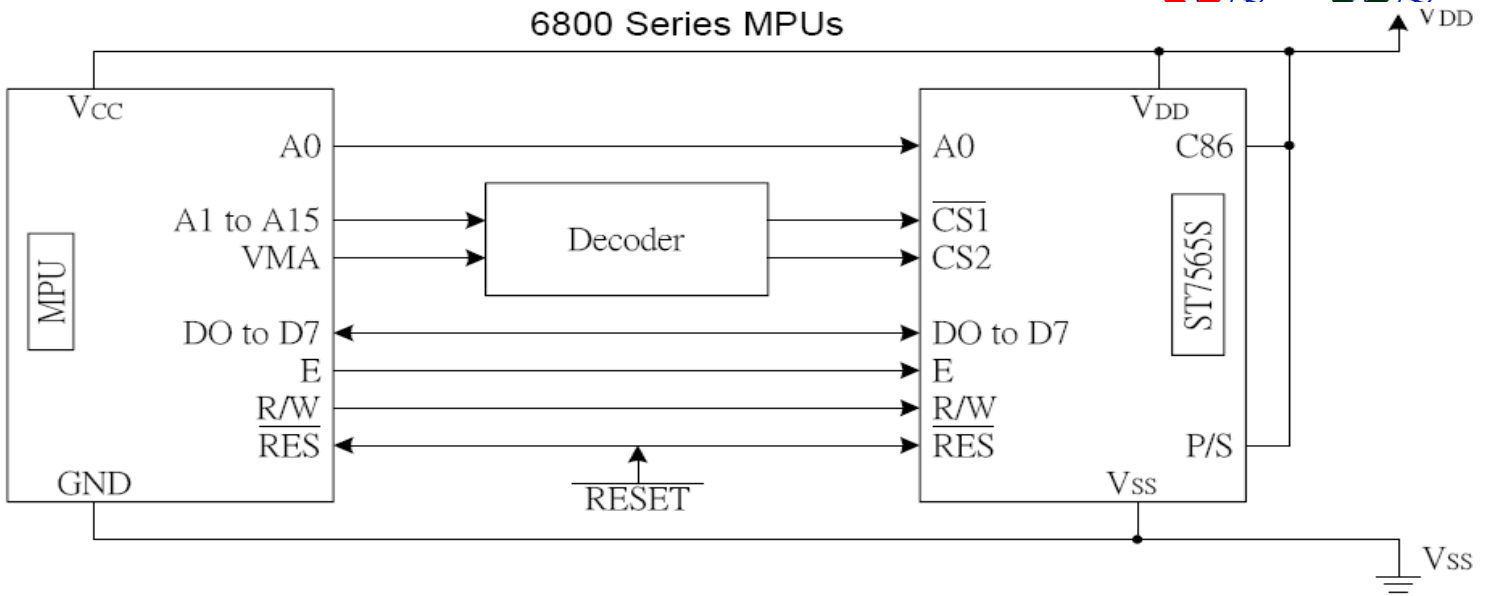 6800 Series MPUs
VDD
VCC
VDD
A0
A0
C86
A1 to A15
CS1
VMA
Decoder
CS2
MPU
ST7565S
DO to D7
DO to D7
E
E
R/W
R/W
RES
RES
P/S
GND
RESET
VSS
VSS